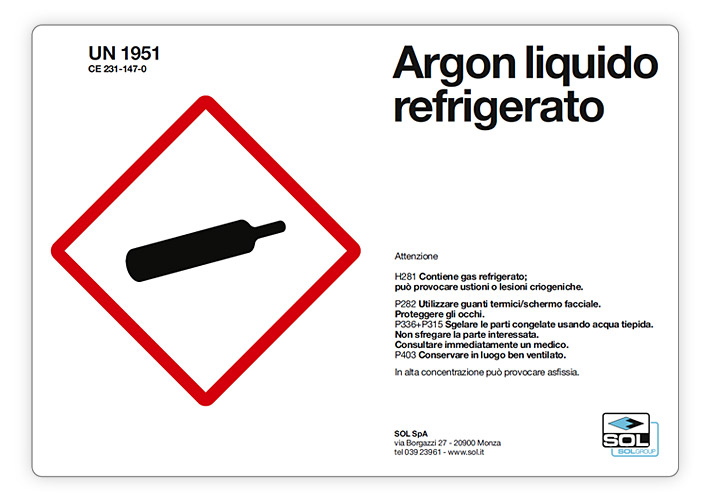 UN 1951
CE 231-147-0
Argon liquido
refrigerato
Attenzione
H281 Contiene gas refrigerato;
può provocare ustioni o lesioni criogeniche.
P282 Utilizzare guanti termici/schermo facciale.
Proteggere gli occhi.
P336+P315 Sgelare le parti congelate usando acqua tiepida.
Non sfregare la parte interessata.
Consultare immediatamente un medico.
P403 Conservare in luogo ben ventilato.
In alta concentrazione può provocare asfissia.
SOL SpA
via Borgazzi 27 - 20900 Monza
tel 039 23961 - www.sol.it
SOL
SOLGROUP